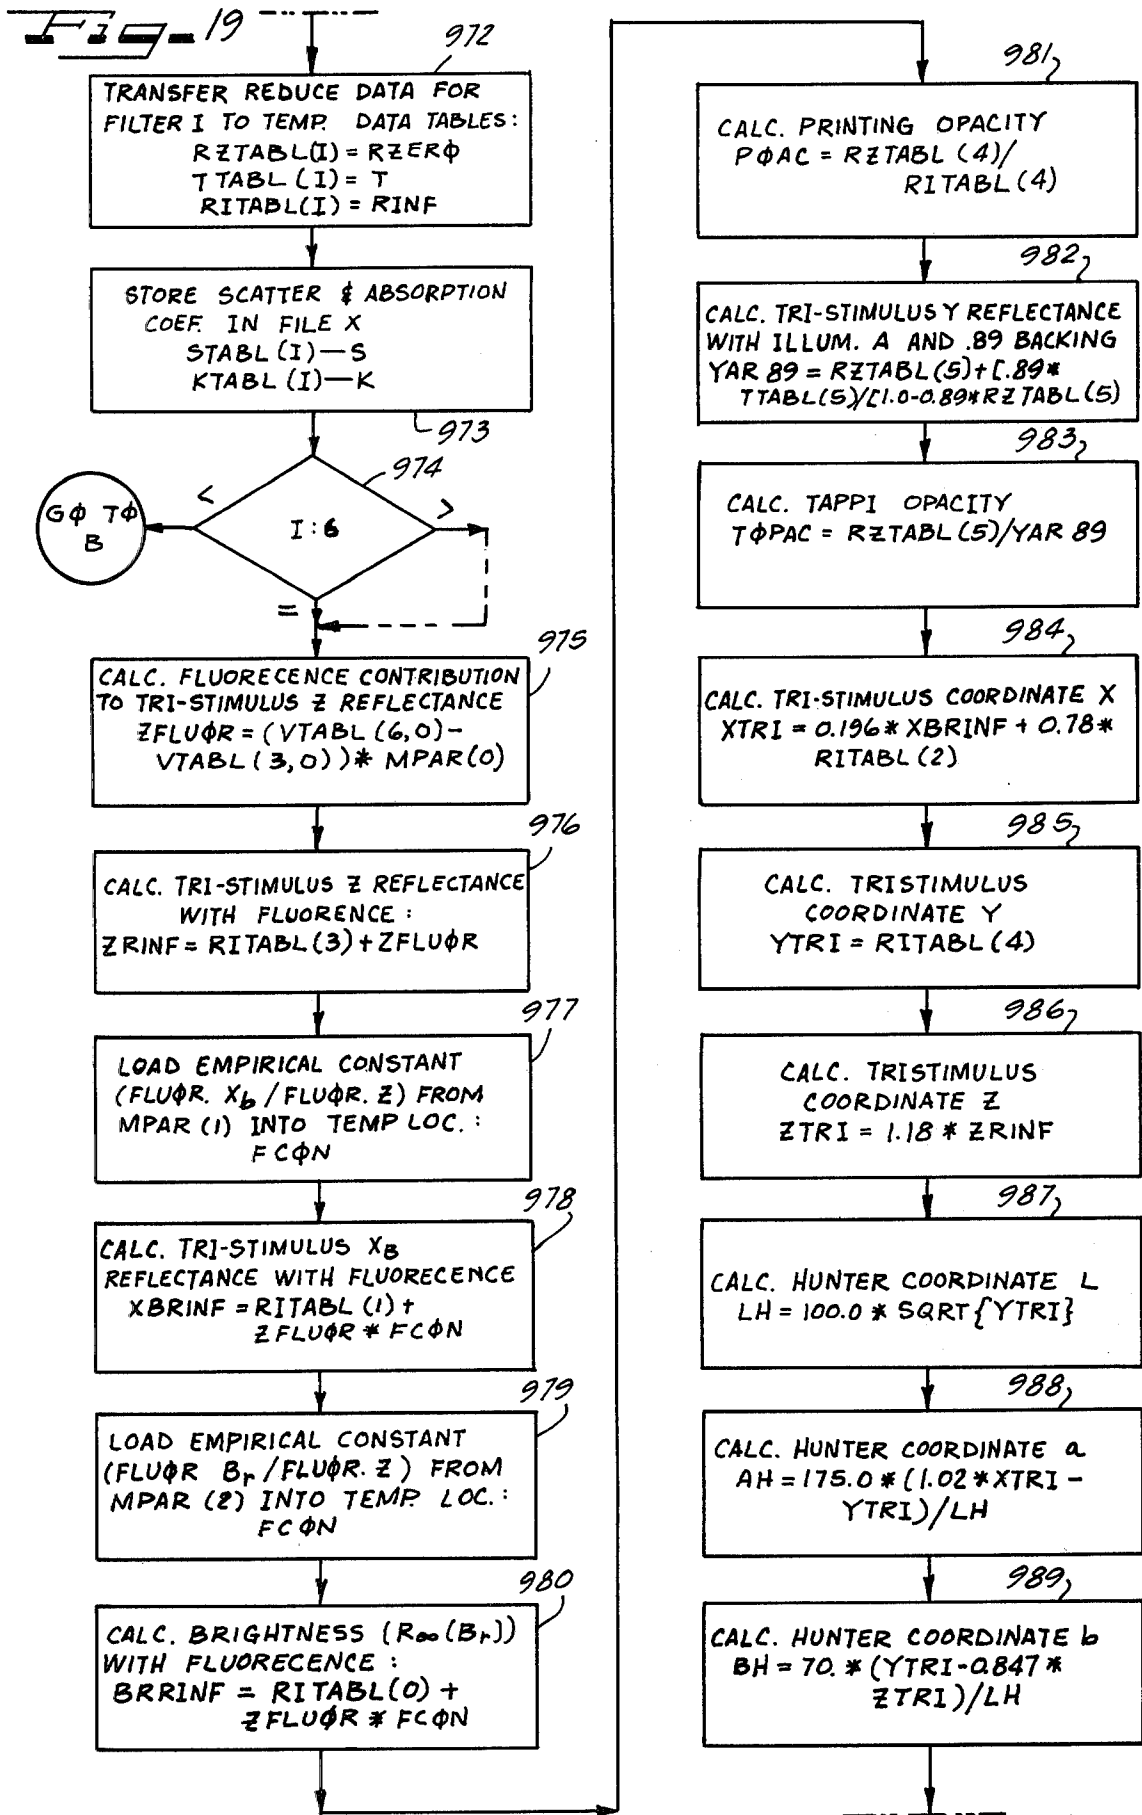 Fig-19
972
TRANSFER REDUCE DATA FOR
FILTER I TO TEMP. DATA TABLES:
RZTABL(I) = RZERφ
TTABL(I) = T
RITABL(I) = RINF
STORE SCATTER & ABSORPTION
COEF. IN FILE X
STABL(I)—S
KTABL(I)—K
973
974
<
>
Gφ Tφ
B
I:6
=
975
CALC. FLUORECENCE CONTRIBUTION
TO TRI-STIMULUS Z REFLECTANCE
ZFLUφR = (VTABL(6,0)-
VTABL(3,0))* MPAR(0)
976
CALC. TRI-STIMULUS Z REFLECTANCE
WITH FLUORENCE:
ZRINF = RITABL(3)+ZFLUφR
977
LOAD EMPIRICAL CONSTANT
(FLUφR. Xb/FLUφR. Z) FROM
MPAR(1) INTO TEMP LOC.:
FCφN
978
CALC. TRI-STIMULUS XB
REFLECTANCE WITH FLUORECENCE
XBRINF = RITABL(1)+
ZFLUφR * FCφN
979
LOAD EMPIRICAL CONSTANT
(FLUφR Br/FLUφR. Z) FROM
MPAR(2) INTO TEMP. LOC.:
FCφN
980
CALC. BRIGHTNESS (R∞(Br))
WITH FLUORECENCE:
BRRINF = RITABL(0) +
ZFLUφR * FCφN
981
CALC. PRINTING OPACITY
PφAC = RZTABL(4)/
RITABL(4)
982
CALC. TRI-STIMULUS Y REFLECTANCE
WITH ILLUM. A AND .89 BACKING
YAR 89 = RZTABL(5)+[.89*
TTABL(5)/[1.0-0.89*RZTABL(5)
983
CALC. TAPPI OPACITY
TφPAC = RZTABL(5)/YAR 89
984
CALC. TRI-STIMULUS COORDINATE X
XTRI = 0.196* XBRINF + 0.78*
RITABL(2)
985
CALC. TRISTIMULUS
COORDINATE Y
YTRI = RITABL(4)
986
CALC. TRISTIMULUS
COORDINATE Z
ZTRI = 1.18 * ZRINF
987
CALC. HUNTER COORDINATE L
LH = 100.0 * SQRT{YTRI}
988
CALC. HUNTER COORDINATE a
AH = 175.0 * (1.02*XTRI-
YTRI)/LH
989
CALC. HUNTER COORDINATE b
BH = 70. * (YTRI-0.847*
ZTRI)/LH